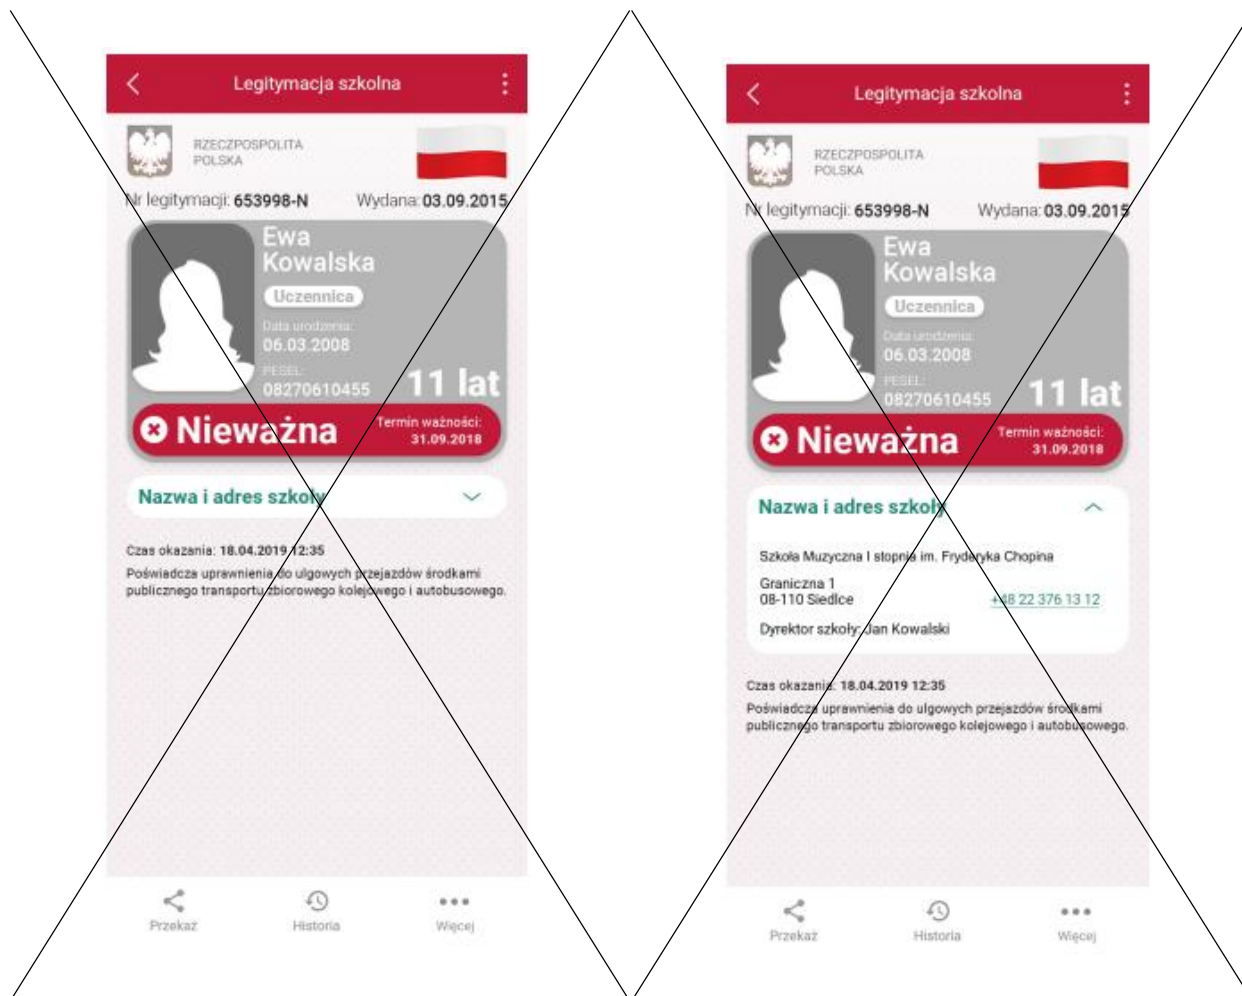 Legitymacja szkolna
RZECZPOSPOLITA
POLSKA
Nr legitymacji: 653998-N Wydana: 03.09.2015
Ewa
Kowalska
Uczennica
Data urodzenia:
06.03.2008
PESEL:
08270610455
11 lat
Nieważna
Termin ważności:
31.09.2018
Nazwa i adres szkoły
Czas okazania: 18.04.2019 12:35
Poświadcza uprawnienia do ulgowych przejazdów środkami
publicznego transportu zbiorowego kolejowego i autobusowego.
Przekaż Historia Więcej
Legitymacja szkolna
RZECZPOSPOLITA
POLSKA
Nr legitymacji: 653998-N Wydana: 03.09.2015
Ewa
Kowalska
Uczennica
Data urodzenia:
06.03.2008
PESEL:
08270610455
11 lat
Nieważna
Termin ważności:
31.09.2018
Nazwa i adres szkoły
Szkoła Muzyczna I stopnia im. Fryderyka Chopina
Graniczna 1
08-110 Siedlce +48 22 376 13 12
Dyrektor szkoły: Jan Kowalski
Czas okazania: 18.04.2019 12:35
Poświadcza uprawnienia do ulgowych przejazdów środkami
publicznego transportu zbiorowego kolejowego i autobusowego.
Przekaż Historia Więcej